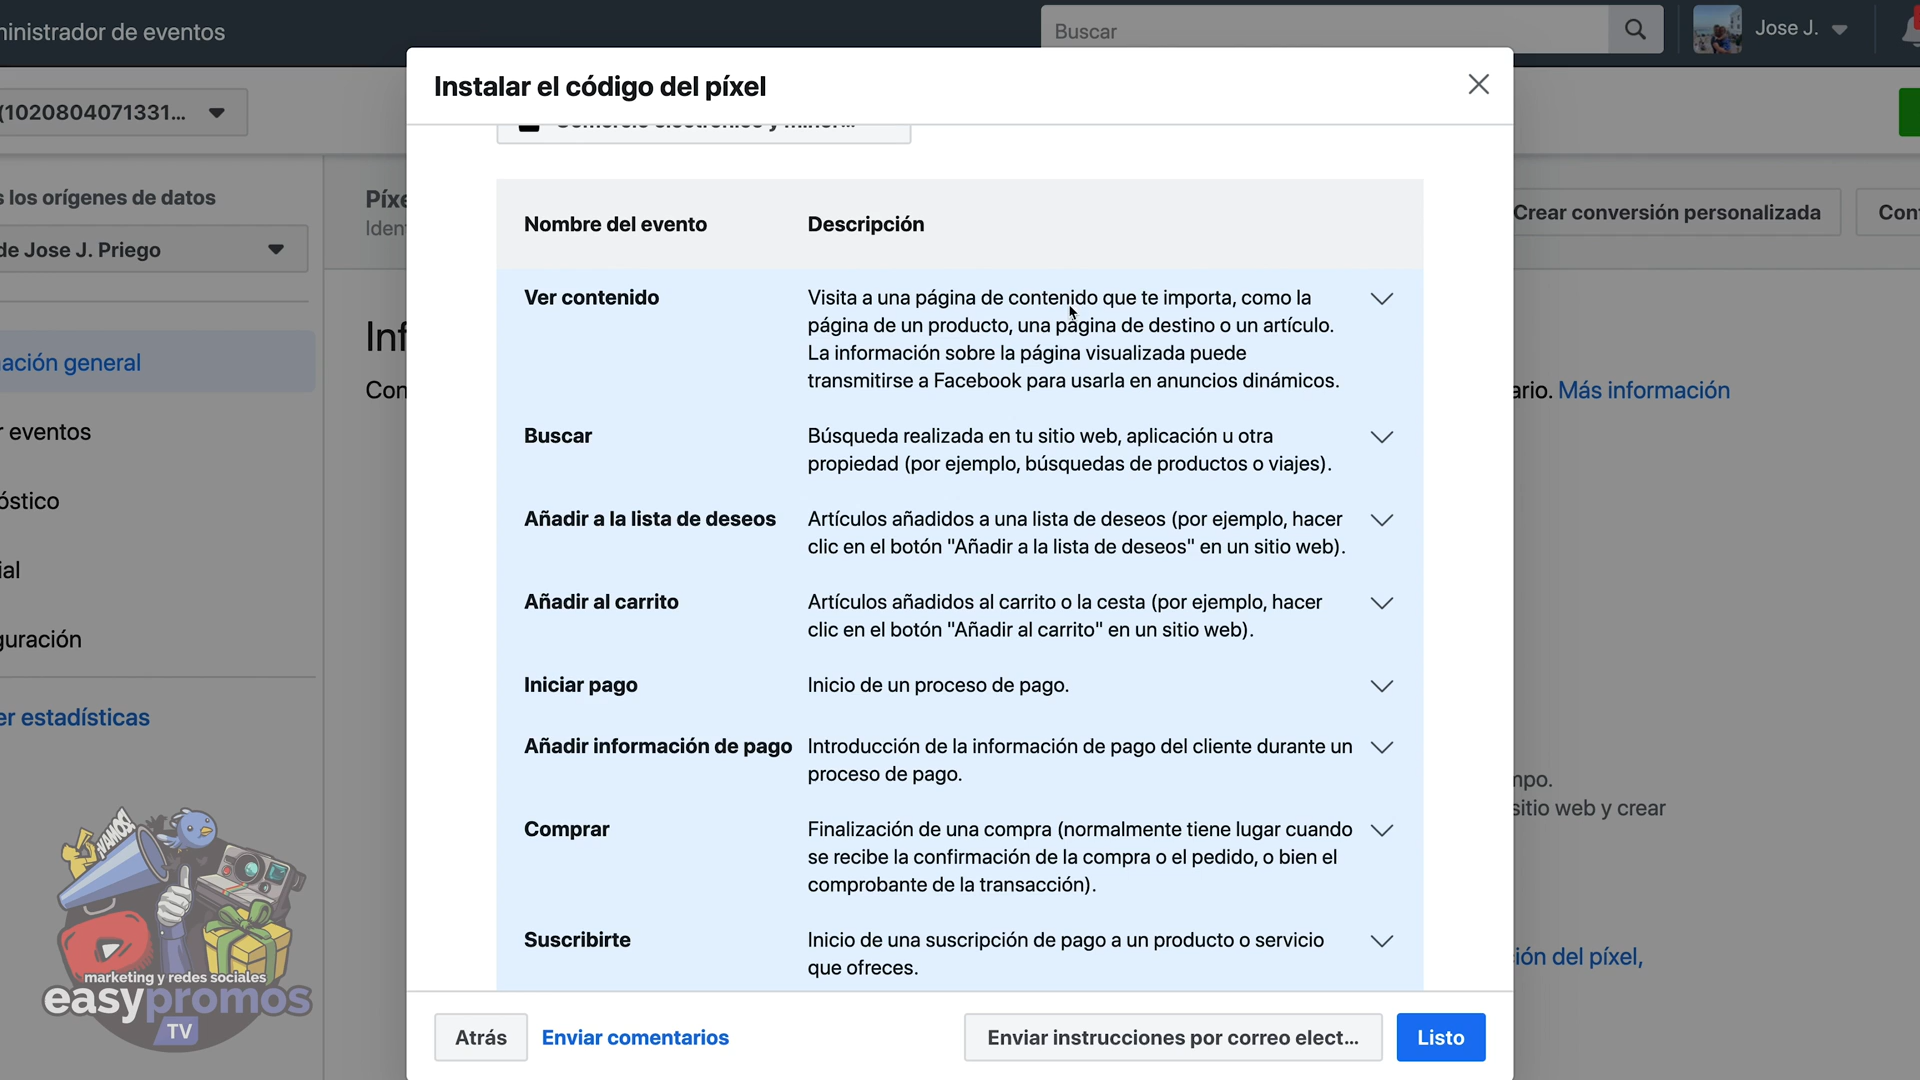 ministrador de eventos
Buscar
Jose J.
Instalar el código del píxel
(1020804071331...
Comercio electrónico y minor...
s los orígenes de datos
de Jose J. Priego
Píxe
Iden
Crear conversión personalizada
Con
Nombre del evento
Descripción
Ver contenido
Visita a una página de contenido que te importa, como la
página de un producto, una página de destino o un artículo.
La información sobre la página visualizada puede
transmitirse a Facebook para usarla en anuncios dinámicos.
Inf
Con
ario. Más información
ación general
r eventos
óstico
ial
guración
er estadísticas
Buscar
Búsqueda realizada en tu sitio web, aplicación u otra
propiedad (por ejemplo, búsquedas de productos o viajes).
Añadir a la lista de deseos
Artículos añadidos a una lista de deseos (por ejemplo, hacer
clic en el botón "Añadir a la lista de deseos" en un sitio web).
Añadir al carrito
Artículos añadidos al carrito o la cesta (por ejemplo, hacer
clic en el botón "Añadir al carrito" en un sitio web).
Iniciar pago
Inicio de un proceso de pago.
Añadir información de pago
Introducción de la información de pago del cliente durante un
proceso de pago.
mpo.
sitio web y crear
Comprar
Finalización de una compra (normalmente tiene lugar cuando
se recibe la confirmación de la compra o el pedido, o bien el
comprobante de la transacción).
Suscribirte
Inicio de una suscripción de pago a un producto o servicio
que ofreces.
ión del píxel,
¡VAMOS!
marketing y redes sociales
easypromos
TV
Atrás
Enviar comentarios
Enviar instrucciones por correo elect...
Listo